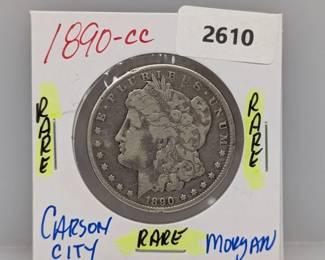 1890-cc
2610
RARE
RARE
E·PLURIBUS·UNUM
1890
CARSON
CITY
RARE
MORGAN